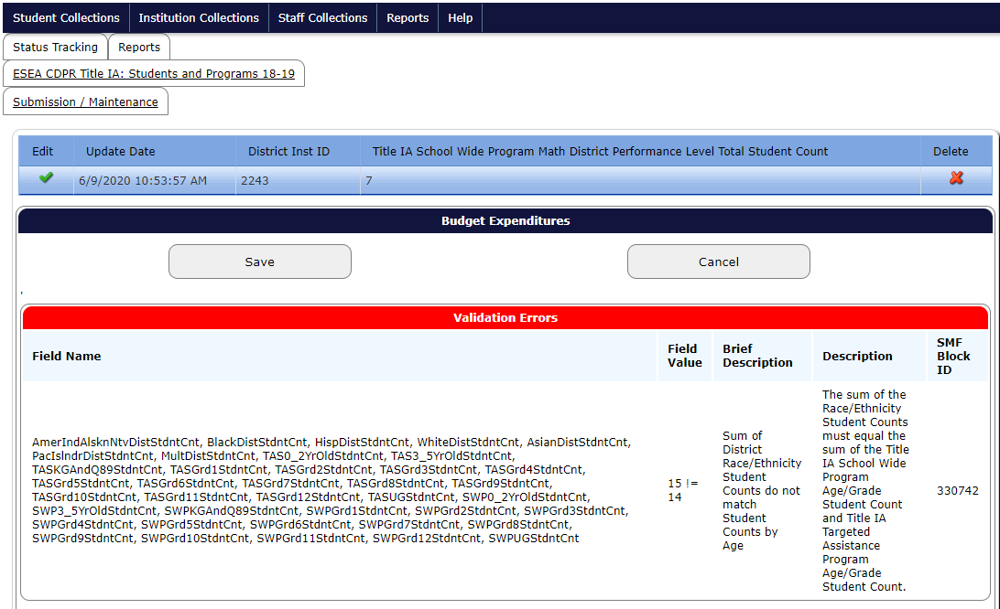 Student Collections Institution Collections Staff Collections Reports Help
Status Tracking Reports
ESEA CDPR Title IA: Students and Programs 18-19
Submission / Maintenance
Edit Update Date District Inst ID Title IA School Wide Program Math District Performance Level Total Student Count Delete
6/9/2020 10:53:57 AM 2243 7
Budget Expenditures
Save Cancel
,
Validation Errors
Field Name
Field
Value
Brief
Description
Description
SMF
Block
ID
AmerIndAlsknNtvDistStdntCnt, BlackDistStdntCnt, HispDistStdntCnt, WhiteDistStdntCnt, AsianDistStdntCnt,
PacIslndrDistStdntCnt, MultDistStdntCnt, TAS0_2YrOldStdntCnt, TAS3_5YrOldStdntCnt,
TASKGAndQ89StdntCnt, TASGrd1StdntCnt, TASGrd2StdntCnt, TASGrd3StdntCnt, TASGrd4StdntCnt,
TASGrd5StdntCnt, TASGrd6StdntCnt, TASGrd7StdntCnt, TASGrd8StdntCnt, TASGrd9StdntCnt,
TASGrd10StdntCnt, TASGrd11StdntCnt, TASGrd12StdntCnt, TASUGStdntCnt, SWP0_2YrOldStdntCnt,
SWP3_5YrOldStdntCnt, SWPKGAndQ89StdntCnt, SWPGrd1StdntCnt, SWPGrd2StdntCnt, SWPGrd3StdntCnt,
SWPGrd4StdntCnt, SWPGrd5StdntCnt, SWPGrd6StdntCnt, SWPGrd7StdntCnt, SWPGrd8StdntCnt,
SWPGrd9StdntCnt, SWPGrd10StdntCnt, SWPGrd11StdntCnt, SWPGrd12StdntCnt, SWPUGStdntCnt
15 !=
14
Sum of
District
Race/Ethnicity
Student
Counts do not
match
Student
Counts by
Age
The sum of the
Race/Ethnicity
Student Counts
must equal the
sum of the Title
IA School Wide
Program
Age/Grade
Student Count
and Title IA
Targeted
Assistance
Program
Age/Grade
Student Count.
330742